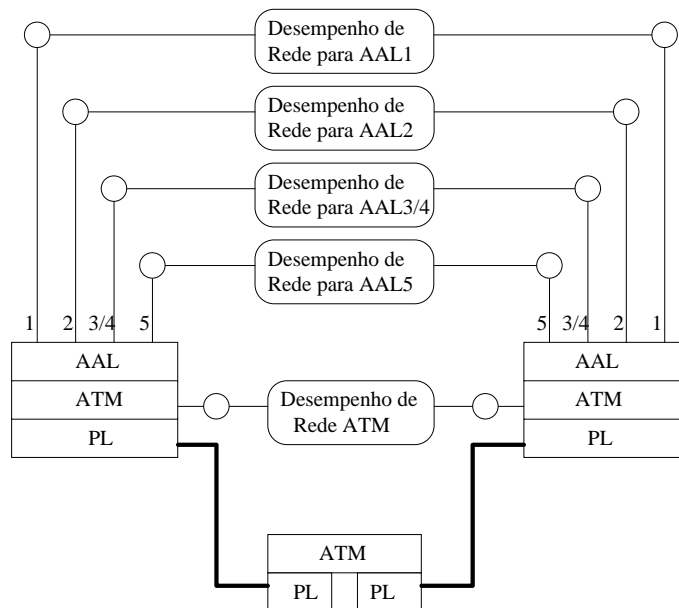 Desempenho de
Rede para AAL1
Desempenho de
Rede para AAL2
Desempenho de
Rede para AAL3/4
Desempenho de
Rede para AAL5
1 2 3/4 5
5 3/4 2 1
AAL
AAL
ATM
Desempenho de
Rede ATM
ATM
PL
PL
ATM
PL PL